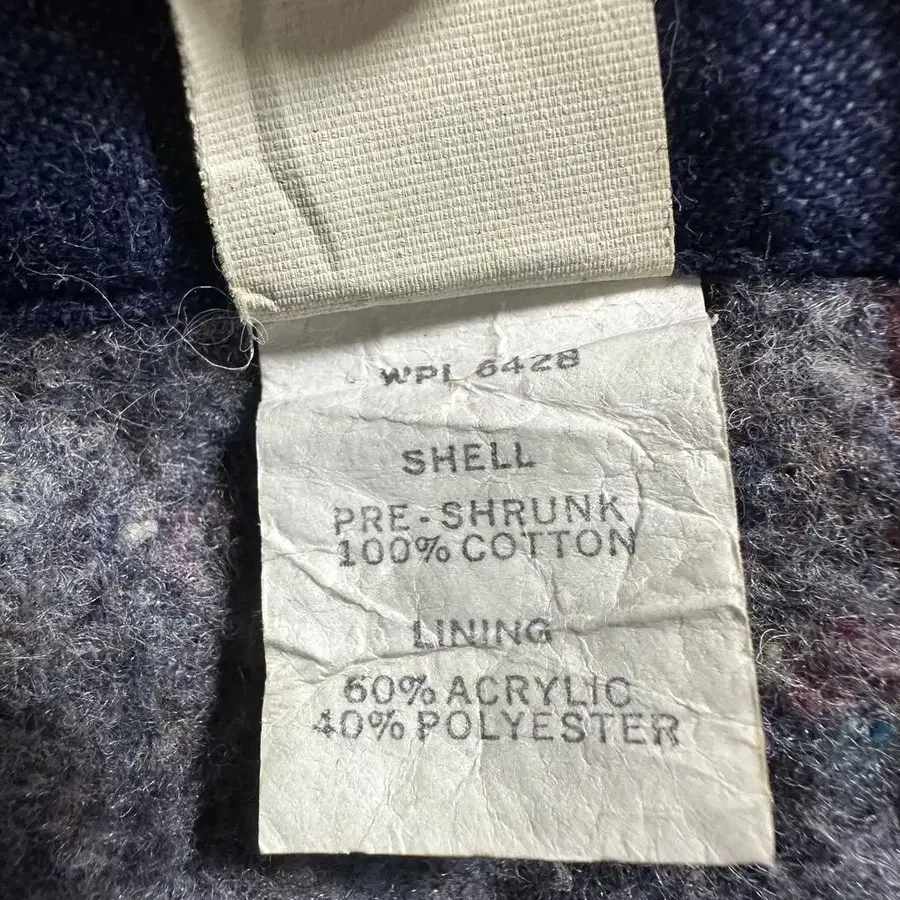 WPL 6428
SHELL
PRE-SHRUNK
100% COTTON
LINING
60% ACRYLIC
40% POLYESTER